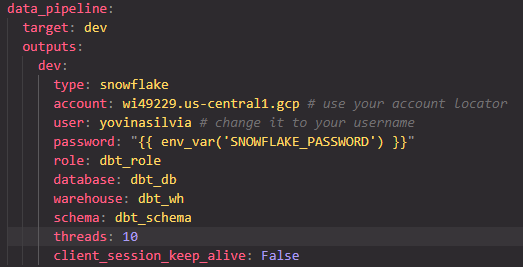 data_pipeline:
  target: dev
  outputs:
    dev:
      type: snowflake
      account: wi49229.us-central1.gcp # use your account locator
      user: yovinasilvia # change it to your username
      password: "{{ env_var('SNOWFLAKE_PASSWORD') }}"
      role: dbt_role
      database: dbt_db
      warehouse: dbt_wh
      schema: dbt_schema
      threads: 10
      client_session_keep_alive: False